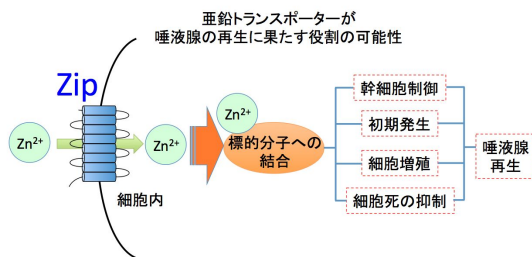 亜鉛トランスポーターが
唾液腺の再生に果たす役割の可能性
Zip
Zn2+
Zn2+
Zn2+
標的分子への
結合
細胞内
幹細胞制御
初期発生
細胞増殖
細胞死の抑制
唾液腺
再生